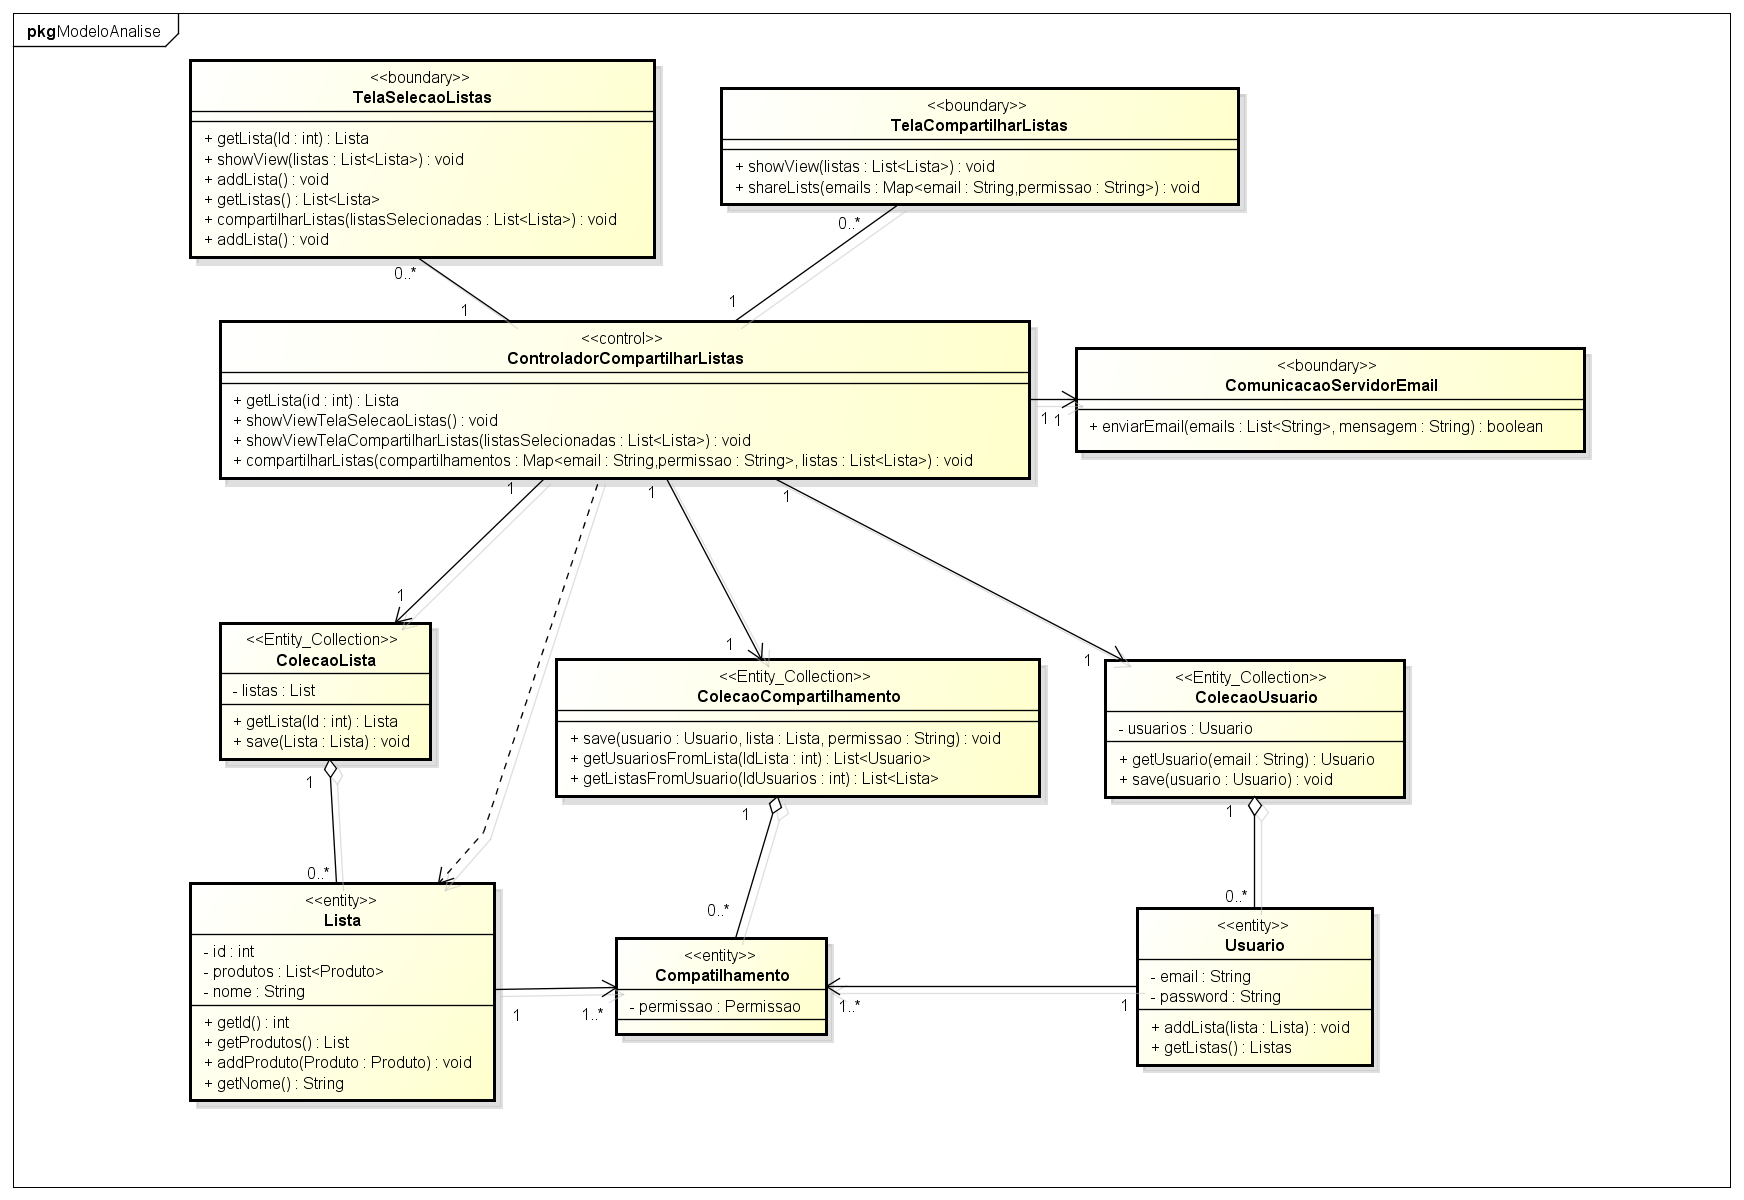 pkg ModeloAnalise
<<boundary>>
TelaSelecaoListas
+ getLista(Id : int) : Lista
+ showView(listas : List<Lista>) : void
+ addLista() : void
+ getListas() : List<Lista>
+ compartilharListas(listasSelecionadas : List<Lista>) : void
+ addLista() : void
0..*
1
<<boundary>>
TelaCompartilharListas
+ showView(listas : List<Lista>) : void
+ shareLists(emails : Map<email : String,permissao : String>) : void
0..*
1
<<control>>
ControladorCompartilharListas
+ getLista(id : int) : Lista
+ showViewTelaSelecaoListas() : void
+ showViewTelaCompartilharListas(listasSelecionadas : List<Lista>) : void
+ compartilharListas(compartilhamentos : Map<email : String,permissao : String>, listas : List<Lista>) : void
1 1
<<boundary>>
ComunicacaoServidorEmail
+ enviarEmail(emails : List<String>, mensagem : String) : boolean
1
1
1
1
1
1
<<Entity_Collection>>
ColecaoLista
- listas : List
+ getLista(Id : int) : Lista
+ save(Lista : Lista) : void
1
0..*
<<Entity_Collection>>
ColecaoCompartilhamento
+ save(usuario : Usuario, lista : Lista, permissao : String) : void
+ getUsuariosFromLista(IdLista : int) : List<Usuario>
+ getListasFromUsuario(IdUsuarios : int) : List<Lista>
1
0..*
<<Entity_Collection>>
ColecaoUsuario
- usuarios : Usuario
+ getUsuario(email : String) : Usuario
+ save(usuario : Usuario) : void
1
0..*
<<entity>>
Lista
- id : int
- produtos : List<Produto>
- nome : String
+ getId() : int
+ getProdutos() : List
+ addProduto(Produto : Produto) : void
+ getNome() : String
1
1..*
<<entity>>
Compatilhamento
- permissao : Permissao
1..*
1
<<entity>>
Usuario
- email : String
- password : String
+ addLista(lista : Lista) : void
+ getListas() : Listas